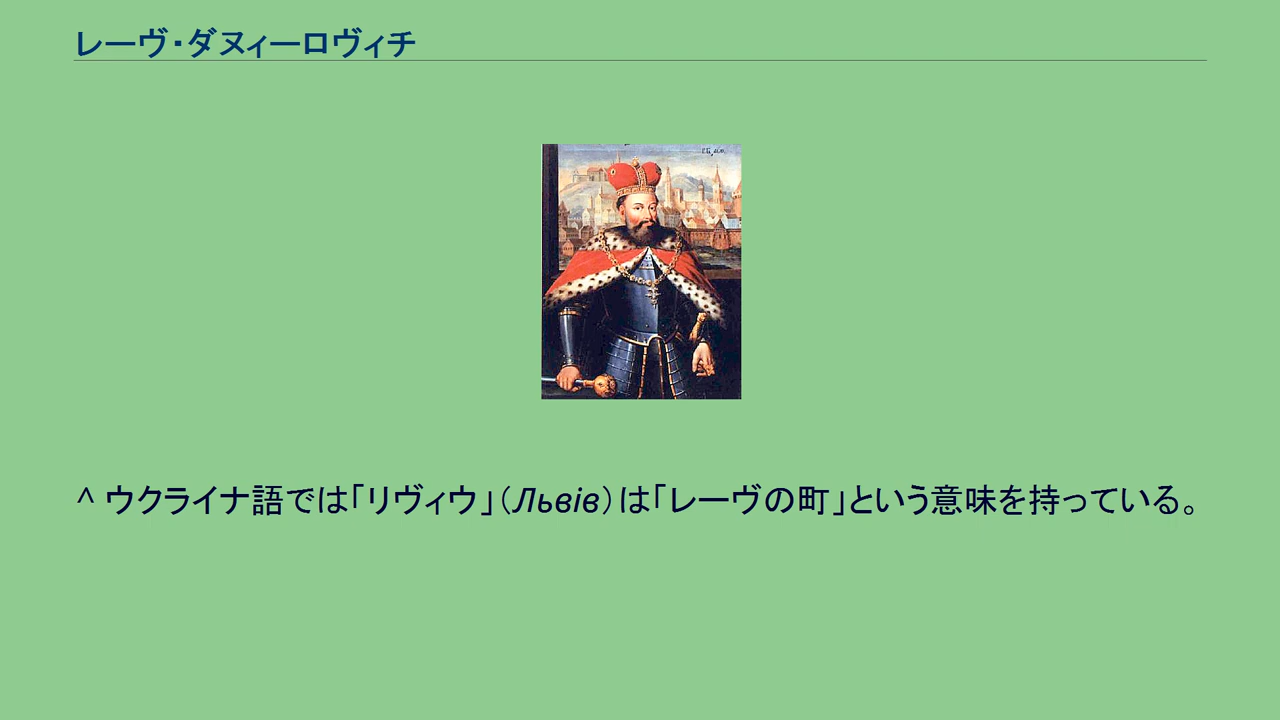 レーヴ・ダヌィーロヴィチ
^ ウクライナ語では「リヴィウ」（Львів）は「レーヴの町」という意味を持っている。